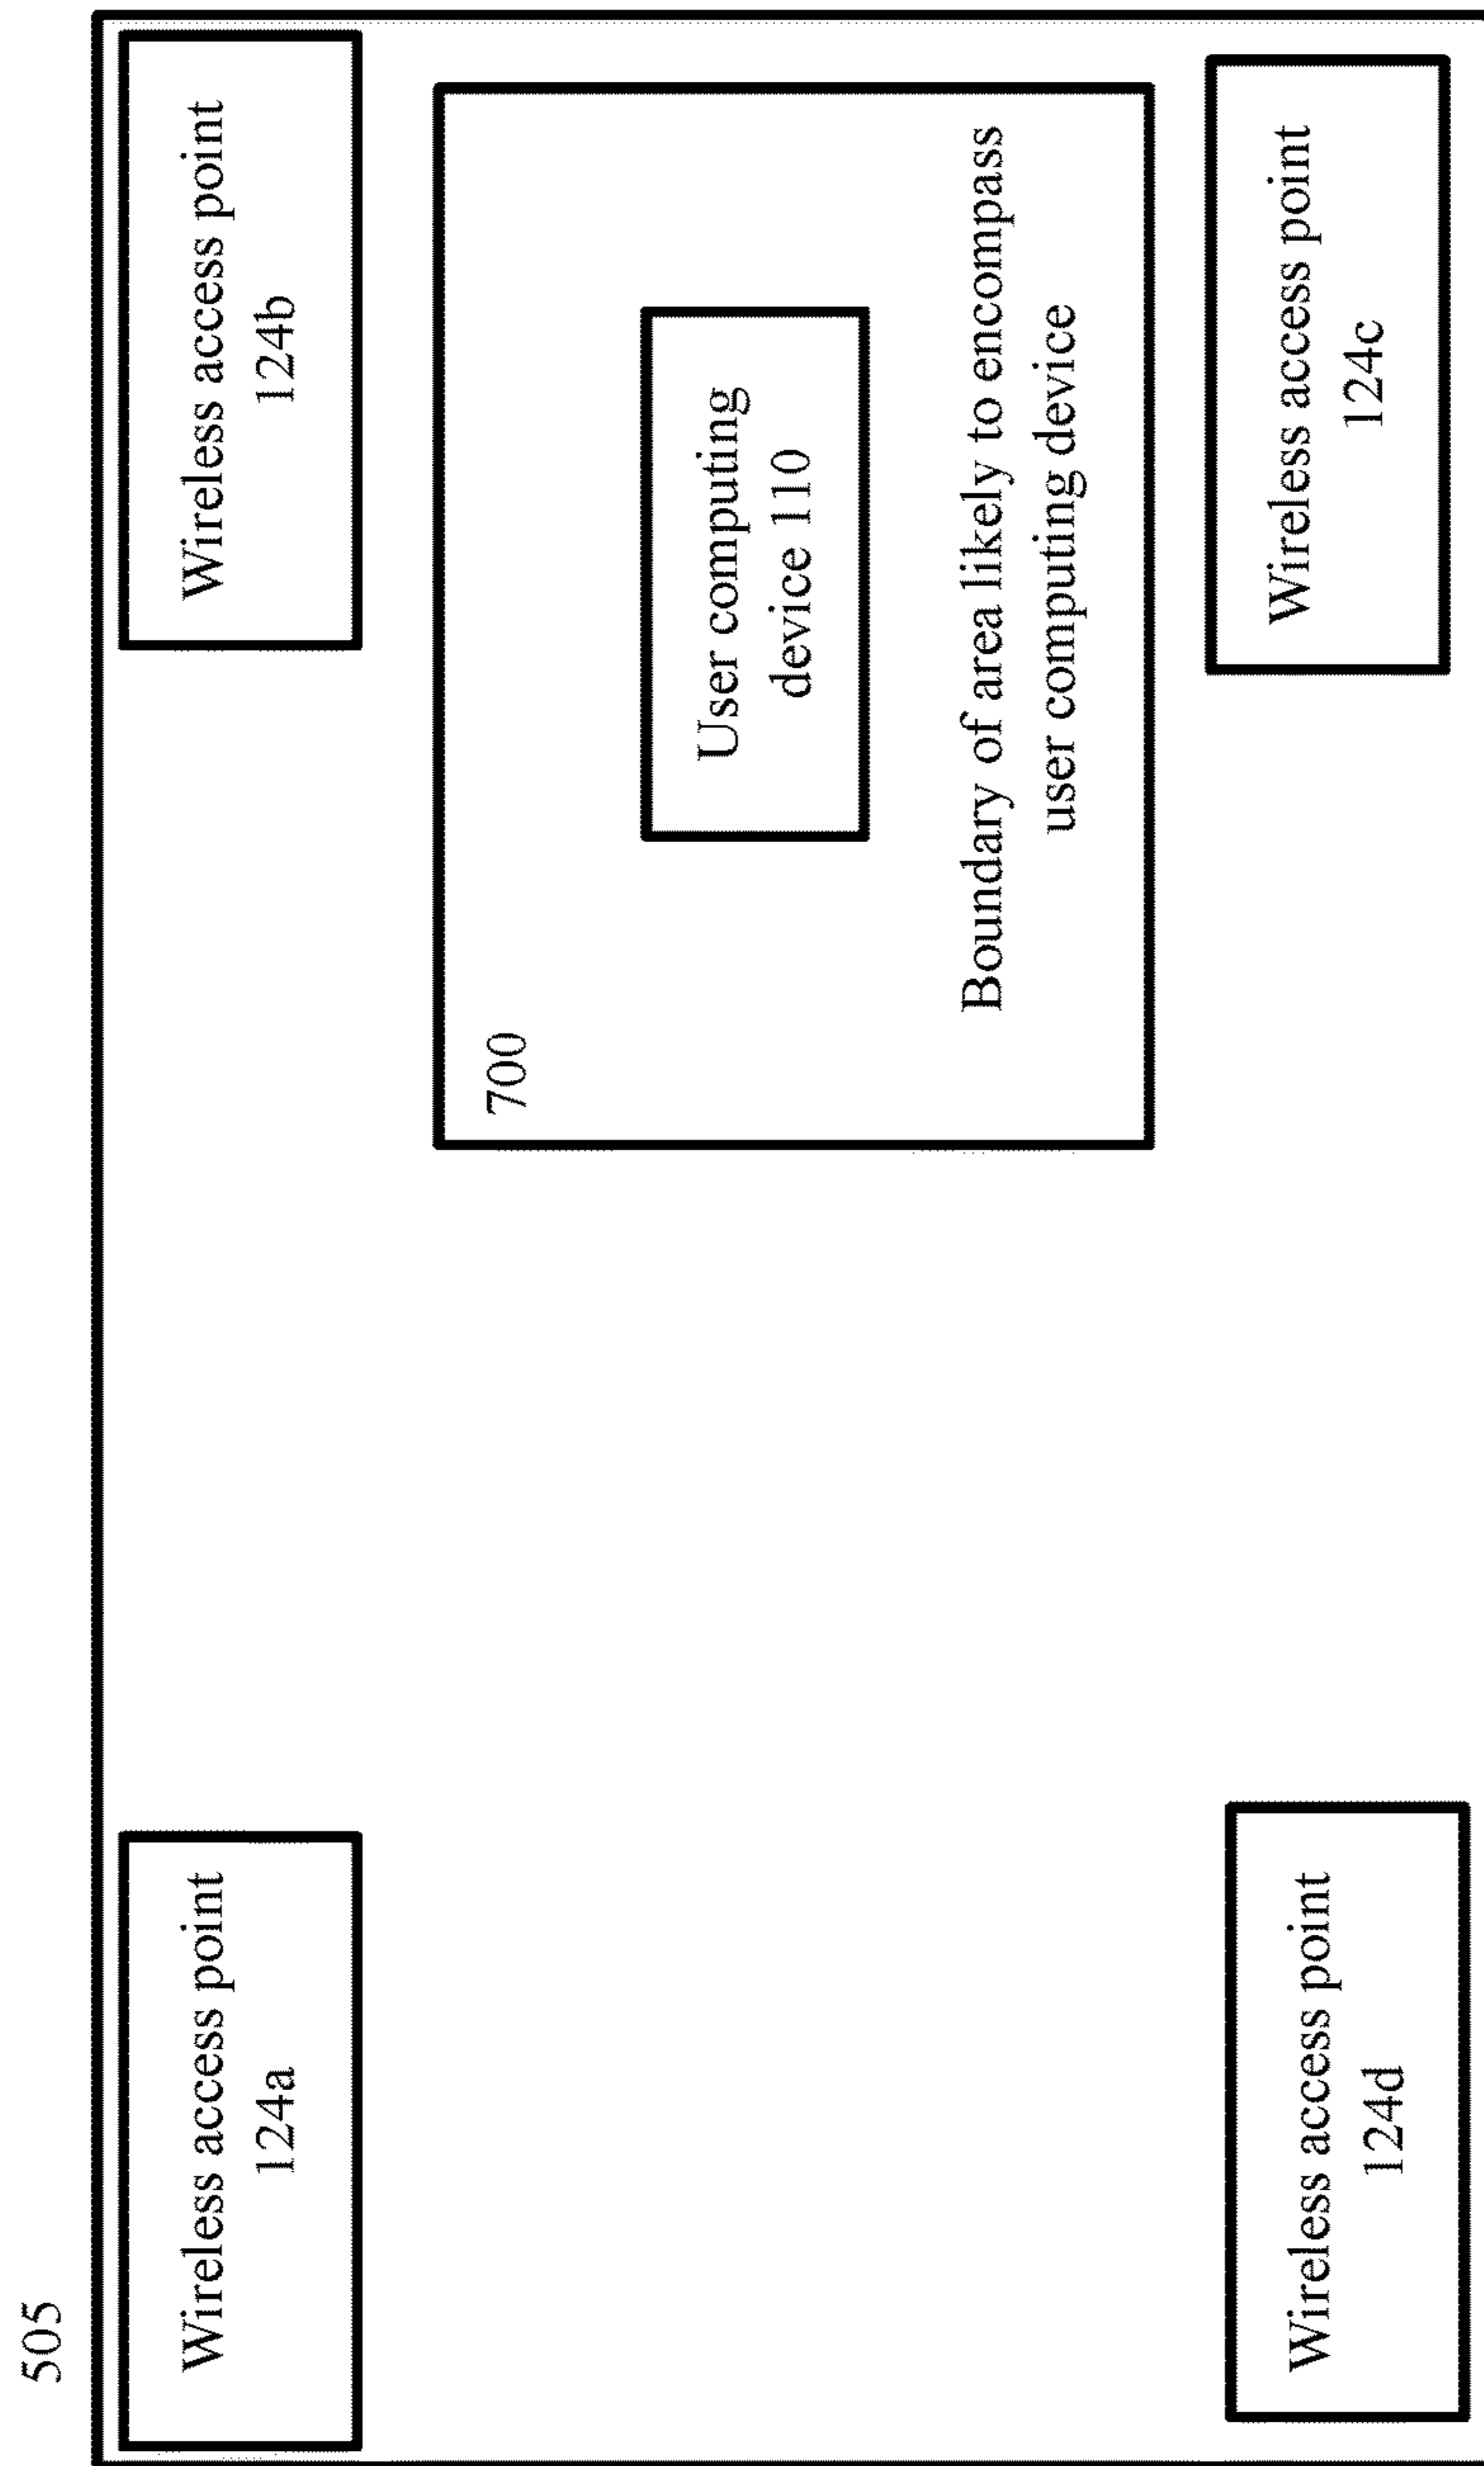 505
Wireless access point
124a
Wireless access point
124b
700
User computing
device 110
Boundary of area likely to encompass
user computing device
Wireless access point
124d
Wireless access point
124c